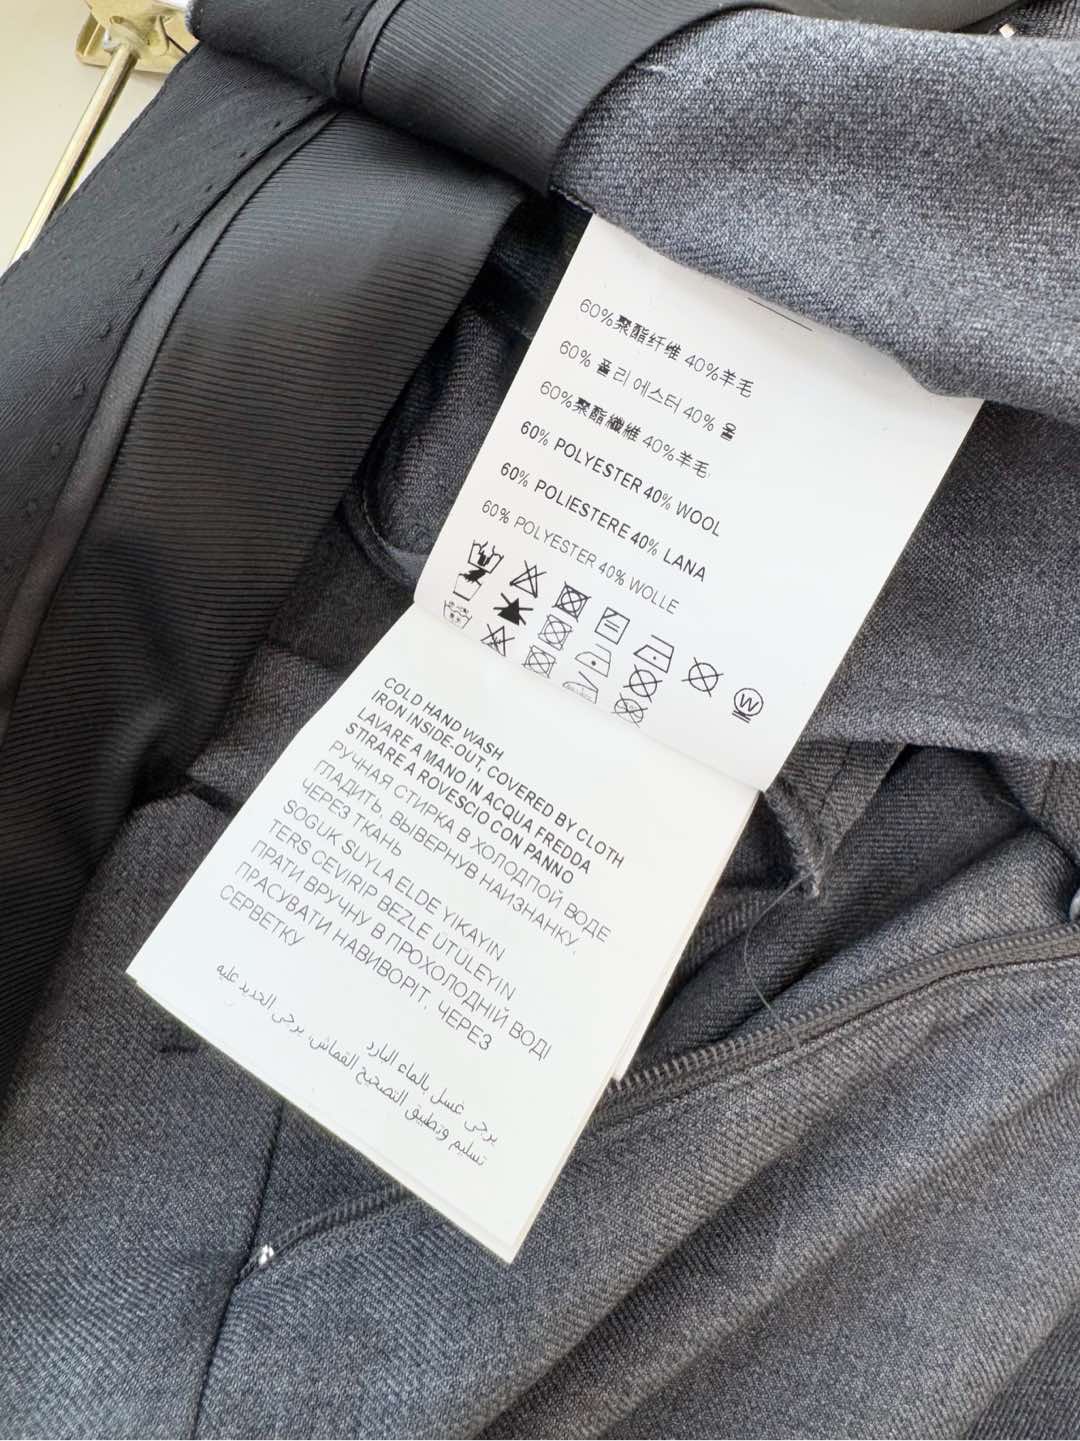 60%聚酯纤维 40%羊毛
60% 폴리에스터 40% 울
60%聚酯纖維 40%羊毛
60% POLYESTER 40% WOOL
60% POLIESTERE 40% LANA
60% POLYESTER 40% WOLLE
W
COLD HAND WASH
IRON INSIDE-OUT, COVERED BY CLOTH
LAVARE A MANO IN ACQUA FREDDA
STRARE A ROVESCIO CON PANNO
РУЧНАЯ СТИРКА В ХОЛОДПОЙ ВОДЕ
ГЛАДИТЬ, ВЫВЕРНУВ НАИЗНАНКУ,
ЧЕРЕЗ ТКАНЬ
SOGUK SUYLA ELDE YIKAYIN
TERS CEVIRIP BEZLE ÜTÜLEYIN
ПРАТИ ВРУЧНУ В ПРОХОЛОДНІЙ ВОДІ
ПРАСУВАТИ НАВИВОРІТ, ЧЕРЕЗ
СЕРВЕТКУ
يرجى غسل بالماء البارد
تسليم وتطبيق التصحيح القماش، يرجى الحديد عليه